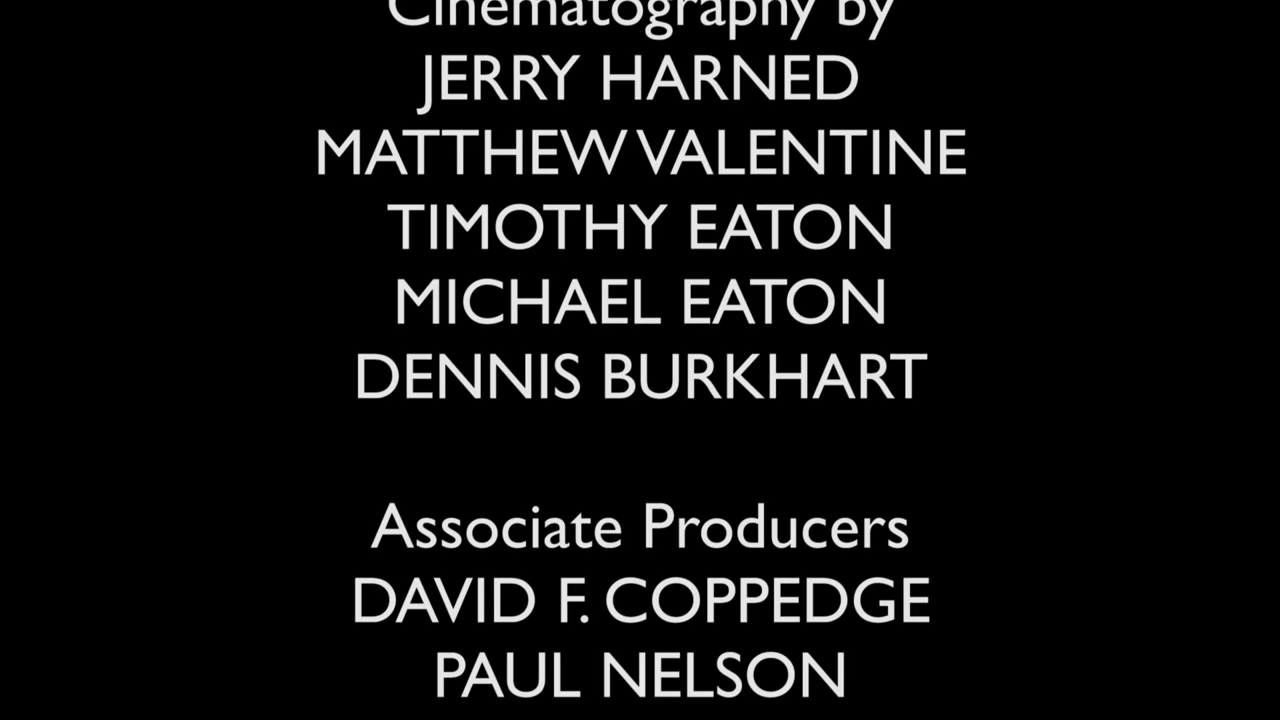 Cinematography by
JERRY HARNED
MATTHEW VALENTINE
TIMOTHY EATON
MICHAEL EATON
DENNIS BURKHART
Associate Producers
DAVID F. COPPEDGE
PAUL NELSON